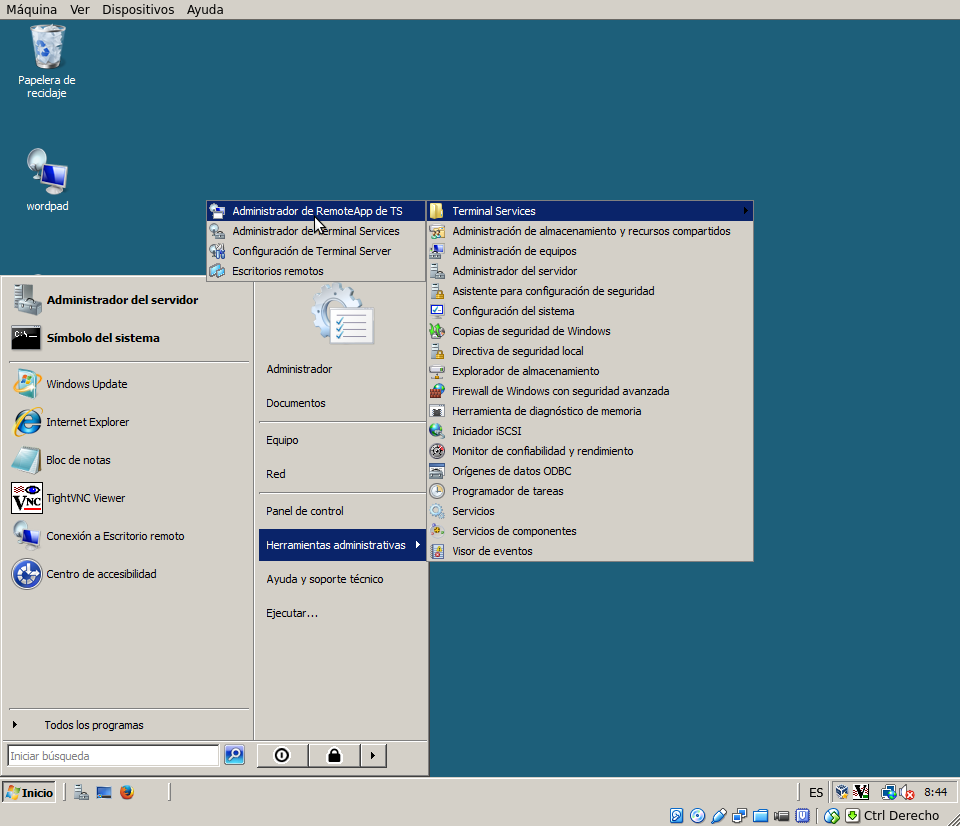 Máquina Ver Dispositivos Ayuda
Papelera de
reciclaje
wordpad
Administrador de RemoteApp de TS
Administrador de Terminal Services
Configuración de Terminal Server
Escritorios remotos
Terminal Services
Administración de almacenamiento y recursos compartidos
Administración de equipos
Administrador del servidor
Asistente para configuración de seguridad
Configuración del sistema
Copias de seguridad de Windows
Directiva de seguridad local
Explorador de almacenamiento
Firewall de Windows con seguridad avanzada
Herramienta de diagnóstico de memoria
Iniciador iSCSI
Monitor de confiabilidad y rendimiento
Orígenes de datos ODBC
Programador de tareas
Servicios
Servicios de componentes
Visor de eventos
Administrador del servidor
C:\
Símbolo del sistema
Windows Update
Internet Explorer
Bloc de notas
VNC
TightVNC Viewer
Conexión a Escritorio remoto
Centro de accesibilidad
Todos los programas
Iniciar búsqueda
Administrador
Documentos
Equipo
Red
Panel de control
Herramientas administrativas
Ayuda y soporte técnico
Ejecutar...
Inicio
ES
8:44
Ctrl Derecho